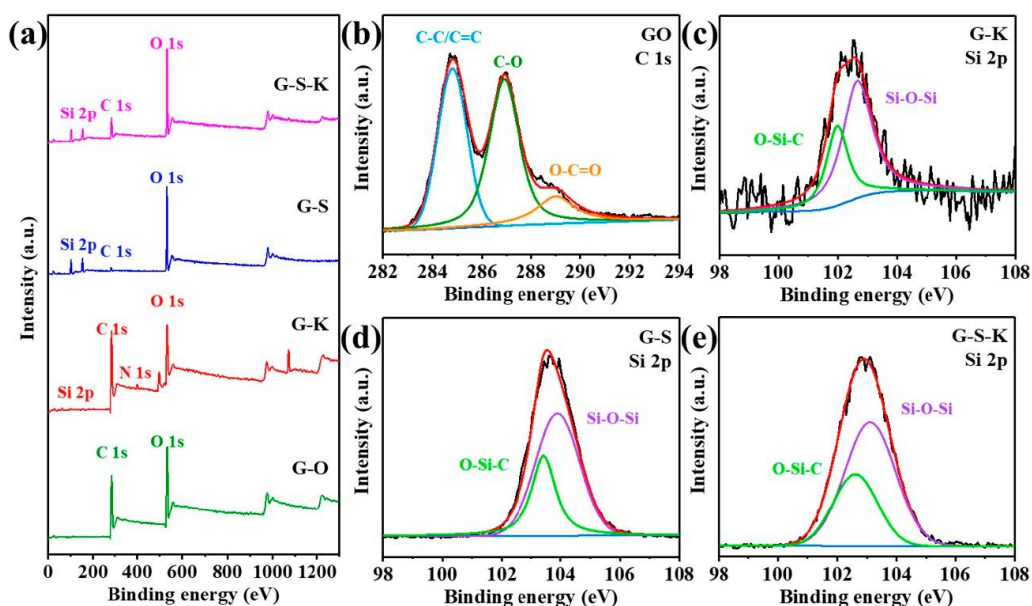 (a)
O 1s
G-S-K
Si 2p
C 1s
O 1s
G-S
Si 2p
C 1s
O 1s
G-K
C 1s
N 1s
Si 2p
O 1s
G-O
C 1s
Intensity (a.u.)
0 200 400 600 800 1000 1200
Binding energy (eV)
(b)
GO
C 1s
C-C/C=C
C-O
O-C=O
Intensity (a.u.)
282 284 286 288 290 292 294
Binding energy (eV)
(c)
G-K
Si 2p
Si-O-Si
O-Si-C
Intensity (a.u.)
98 100 102 104 106 108
Binding energy (eV)
(d)
G-S
Si 2p
Si-O-Si
O-Si-C
Intensity (a.u.)
98 100 102 104 106 108
Binding energy (eV)
(e)
G-S-K
Si 2p
Si-O-Si
O-Si-C
Intensity (a.u.)
98 100 102 104 106 108
Binding energy (eV)